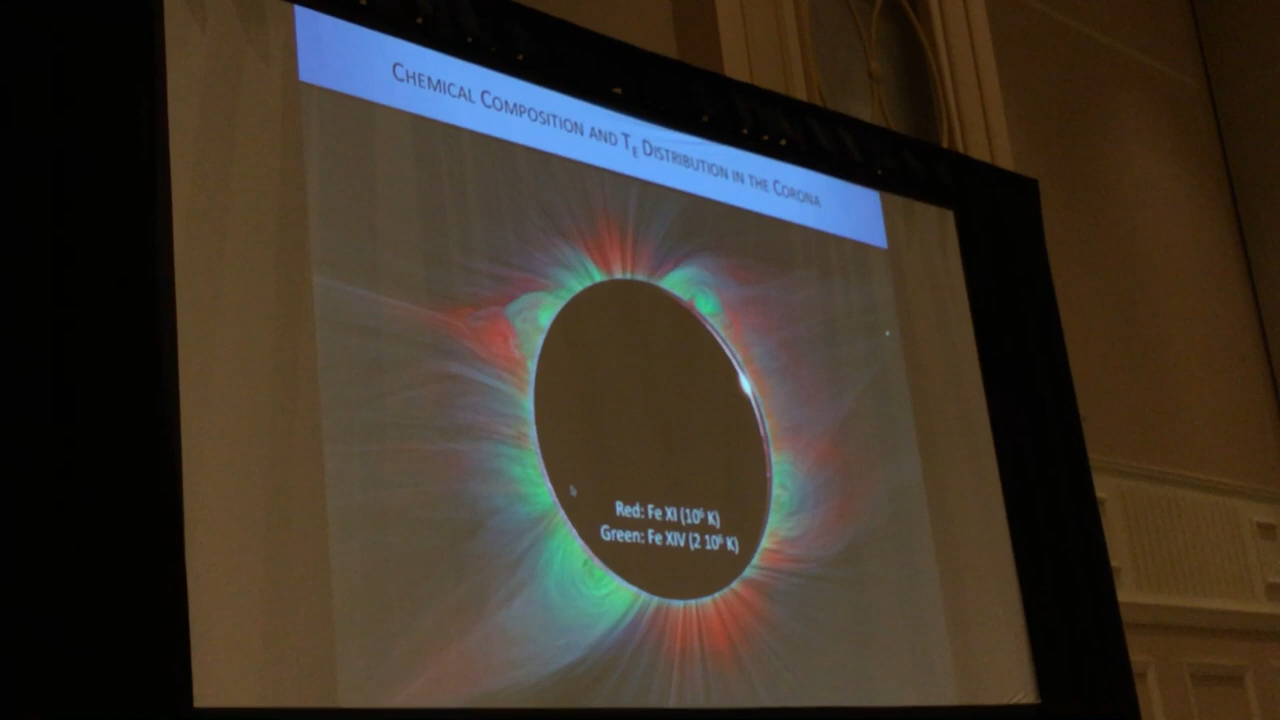 CHEMICAL COMPOSITION AND TE DISTRIBUTION IN THE CORONA
Red: Fe XI (10⁶ K)
Green: Fe XIV (2 10⁶ K)